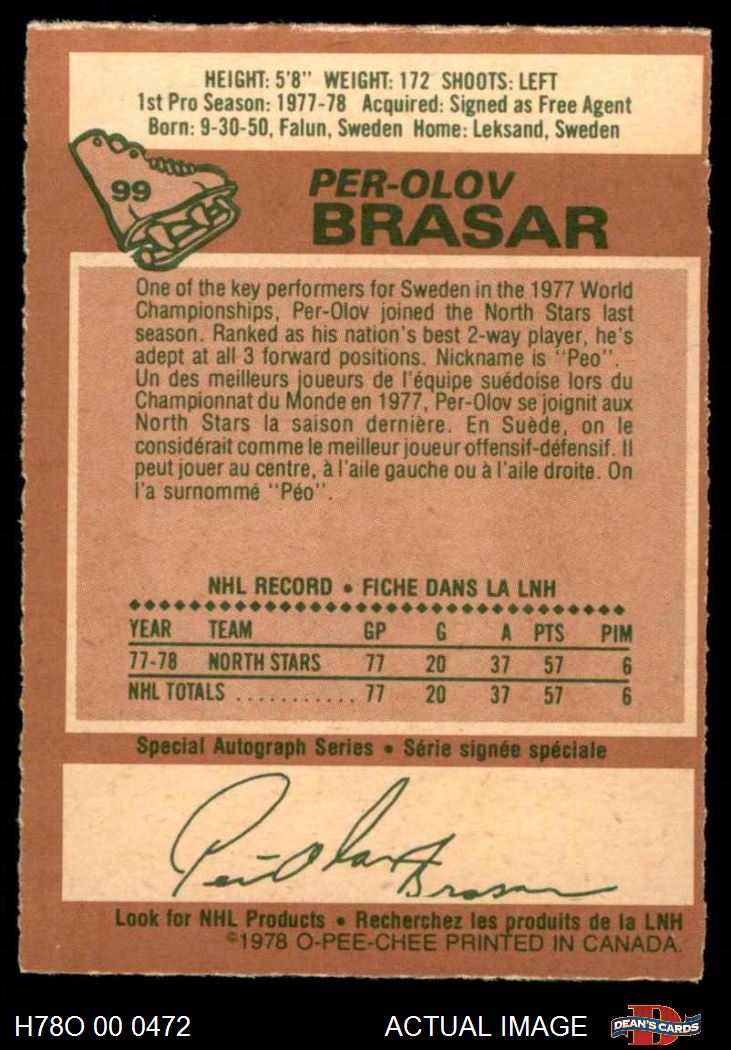 HEIGHT: 5'8" WEIGHT: 172 SHOOTS: LEFT
1st Pro Season: 1977-78 Acquired: Signed as Free Agent
Born: 9-30-50, Falun, Sweden Home: Leksand, Sweden
99
PER-OLOV
BRASAR
One of the key performers for Sweden in the 1977 World
Championships, Per-Olov joined the North Stars last
season. Ranked as his nation's best 2-way player, he's
adept at all 3 forward positions. Nickname is "Peo".
Un des meilleurs joueurs de l'équipe suédoise lors du
Championnat du Monde en 1977, Per-Olov se joignit aux
North Stars la saison dernière. En Suède, on le
considérait comme le meilleur joueur offensif-défensif. Il
peut jouer au centre, à l'aile gauche ou à l'aile droite. On
l'a surnommé "Péo".
NHL RECORD • FICHE DANS LA LNH
YEAR TEAM GP G A PTS PIM
77-78 NORTH STARS 77 20 37 57 6
NHL TOTALS ........... 77 20 37 57 6
Special Autograph Series • Série signée spéciale
Per-Olov Brasar
Look for NHL Products • Recherchez les produits de la LNH
©1978 O-PEE-CHEE PRINTED IN CANADA.
H78O 00 0472 ACTUAL IMAGE DEAN'S CARDS